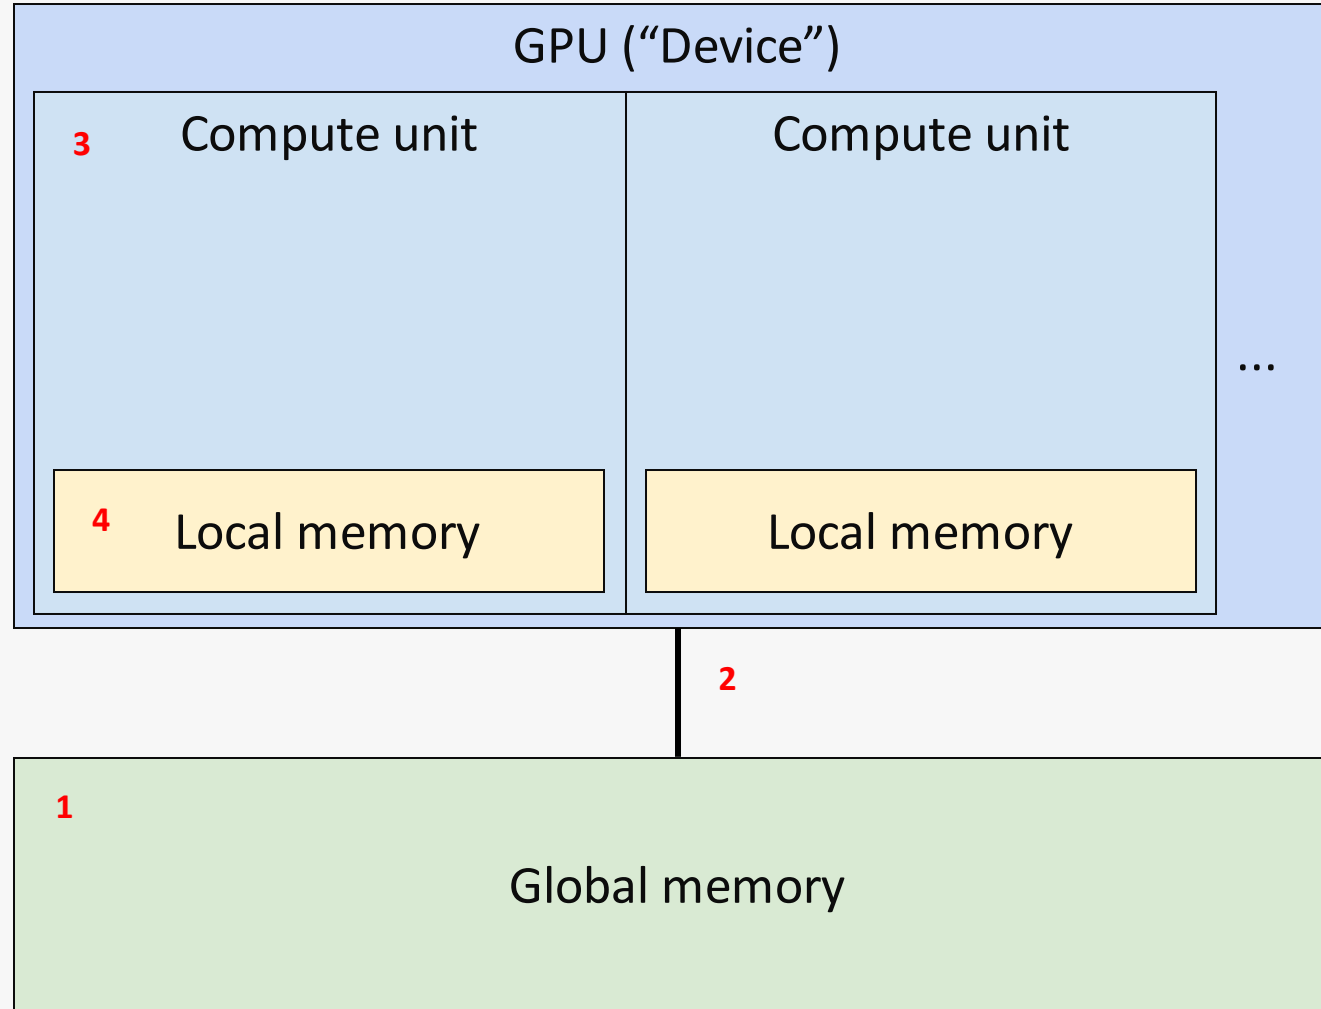 GPU (“Device”)
3
Compute unit
Compute unit
...
4
Local memory
Local memory
2
1
Global memory